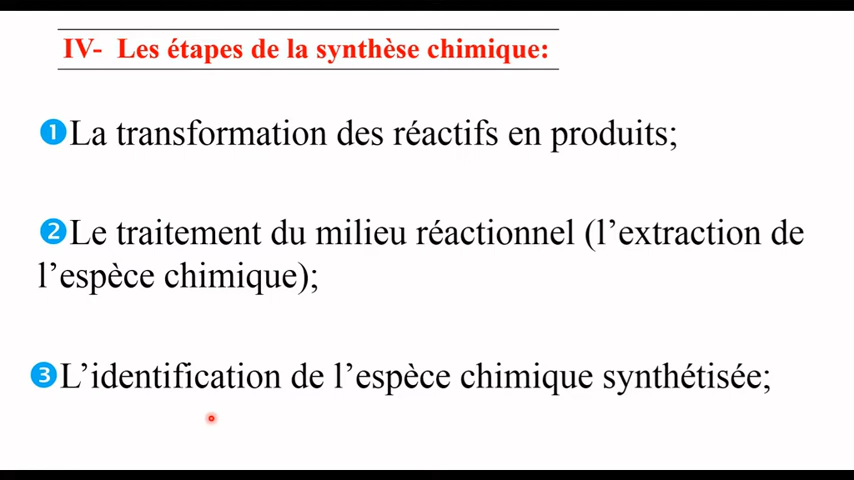 IV- Les étapes de la synthèse chimique:
❶La transformation des réactifs en produits;
❷Le traitement du milieu réactionnel (l’extraction de
l’espèce chimique);
❸L’identification de l’espèce chimique synthétisée;